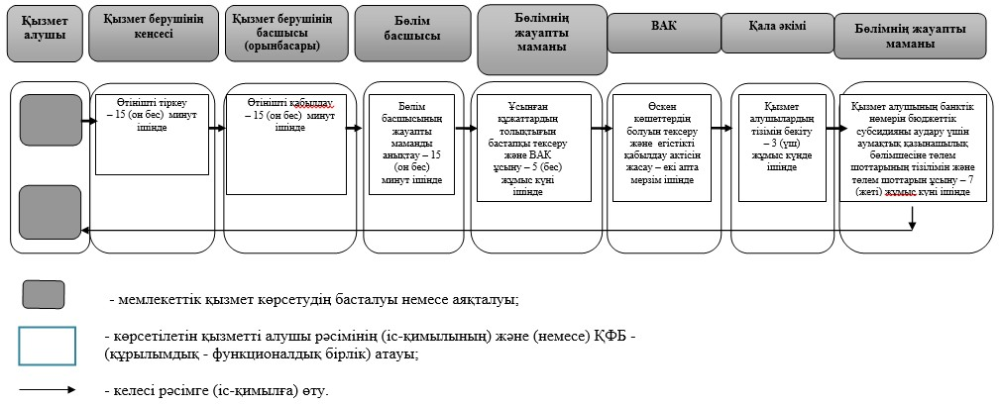 Қызмет
алушы
Қызмет берушінің
кеңсесі
Қызмет берушінің
басшысы
(орынбасары)
Бөлім
басшысы
Бөлімнің
жауапты
маманы
ВАК
Қала әкімі
Бөлімнің жауапты
маманы
Өтінішті тіркеу
– 15 (он бес) минут
ішінде
Өтінішті қабылдау
– 15 (он бес) минут
ішінде
Бөлім
басшысының
жауапты
маманды
анықтау – 15
(он бес)
минут ішінде
Ұсынған
құжаттардың
толықтығын
бастапқы тексеру
және ВАК
ұсыну – 5 (бес)
жұмыс күні
ішінде
Өскен
көшеттердің
болуын тексеру
және егістікті
қабылдау актісін
жасау – екі апта
мерзім ішінде
Қызмет
алушылардың
тізімін бекіту
– 3 (үш)
жұмыс күнде
ішінде
Қызмет алушының банктік
немерін бюджеттік
субсидияны аудару үшін
аумақтық қазынашылық
бөлімшесіне төлем
шоттарының тізілімін және
төлем шоттарын ұсыну – 7
(жеті) жұмыс күні ішінде
- мемлекеттік қызмет көрсетудің басталуы немесе аяқталуы;
- көрсетілетін қызметті алушы рәсімінің (іс-қимылының) және (немесе) ҚФБ -
(құрылымдық - функционалдық бірлік) атауы;
- келесі рәсімге (іс-қимылға) өту.